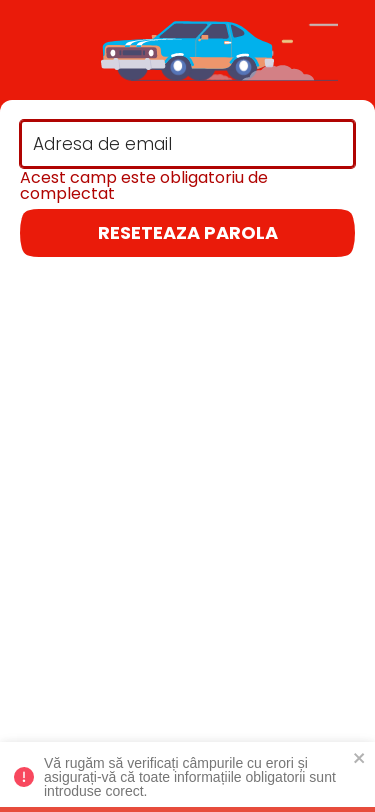 Adresa de email
Acest camp este obligatoriu de
complectat
RESETEAZA PAROLA
Vă rugăm să verificați câmpurile cu erori și
asigurați-vă că toate informațiile obligatorii sunt
introduse corect.